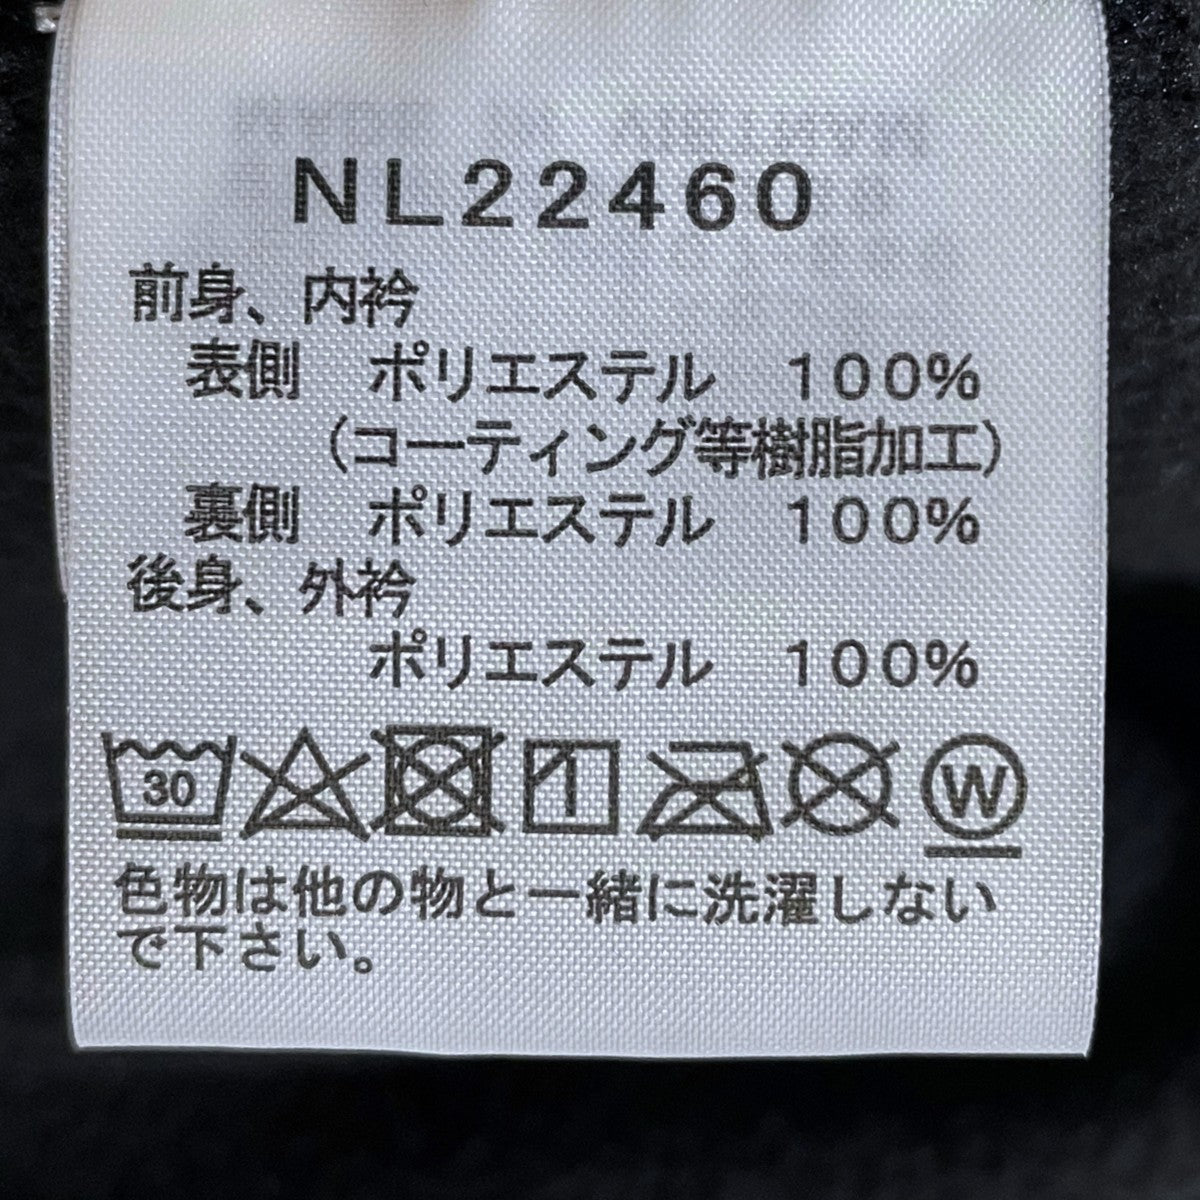 NL22460
前身、内衿
表側 ポリエステル 100%
(コーティング等樹脂加工)
裏側 ポリエステル 100%
後身、外衿
ポリエステル 100%
30 W
色物は他の物と一緒に洗濯しない
で下さい。